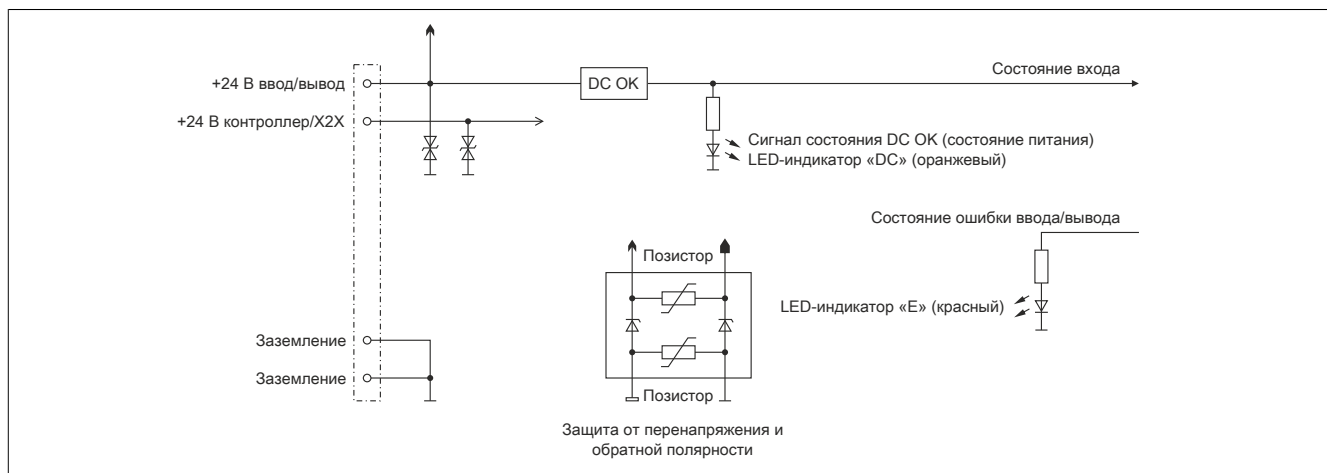 +24 В ввод/вывод
DC OK
Состояние входа
+24 В контроллер/X2X
Сигнал состояния DC OK (состояние питания)
LED-индикатор «DC» (оранжевый)
Состояние ошибки ввода/вывода
Позистор
LED-индикатор «E» (красный)
Заземление
Заземление
Позистор
Защита от перенапряжения и
обратной полярности